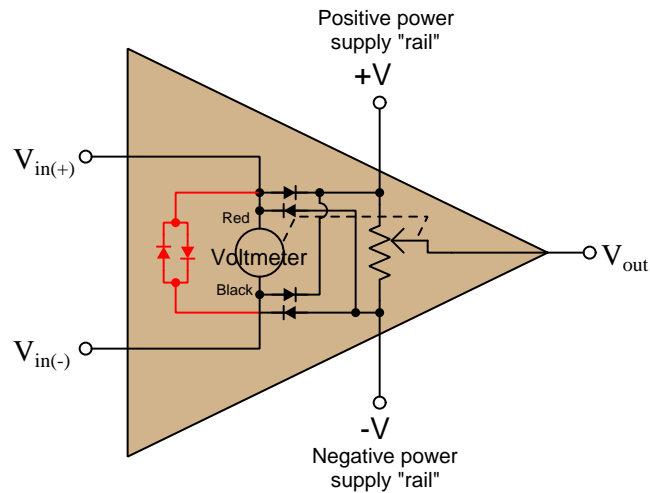 Positive power
supply "rail"
+V
Vin(+)
Red
Voltmeter
Vout
Black
Vin(-)
-V
Negative power
supply "rail"